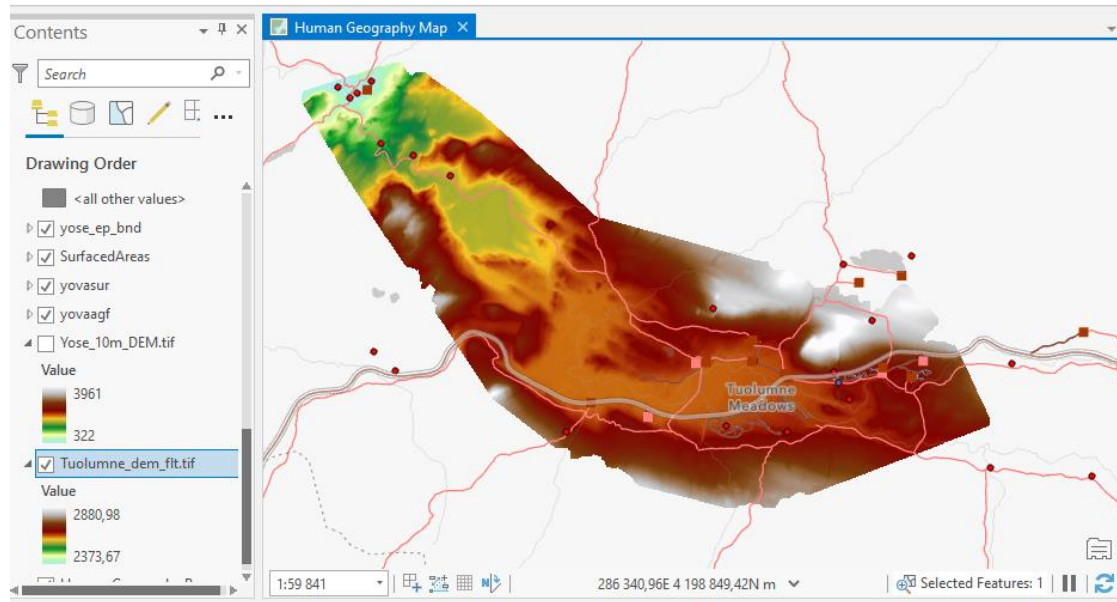 Contents
Search
Drawing Order
<all other values>
yose_ep_bnd
SurfacedAreas
yovasur
yovaagf
Yose_10m_DEM.tif
Value
3961
322
Tuolumne_dem_flt.tif
Value
2880,98
2373,67
Human Geography Map
Tuolumne
Meadows
1:59 841
286 340,96E 4 198 849,42N m
Selected Features: 1